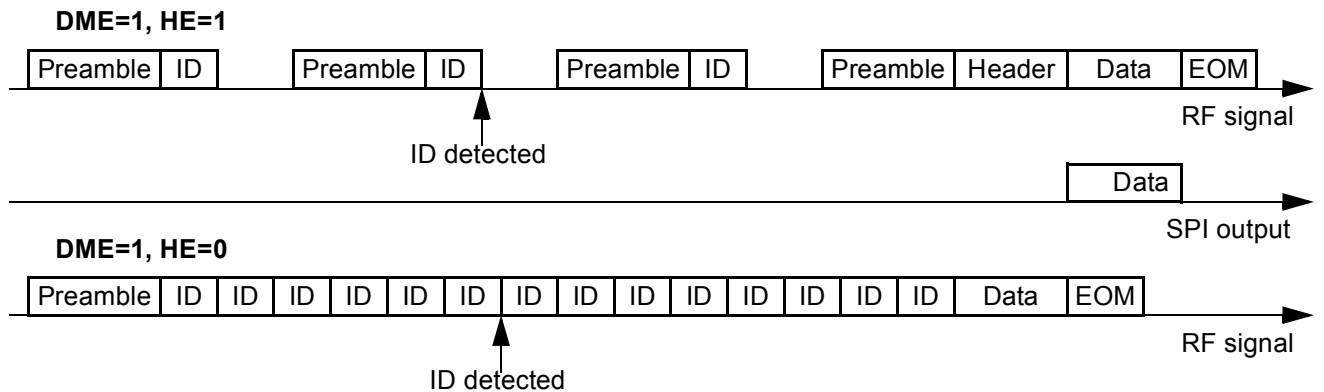 DME=1, HE=1
Preamble ID Preamble ID Preamble ID Preamble Header Data EOM
RF signal
ID detected
Data
SPI output
DME=1, HE=0
Preamble ID ID ID ID ID ID ID ID ID ID ID ID ID ID Data EOM
RF signal
ID detected